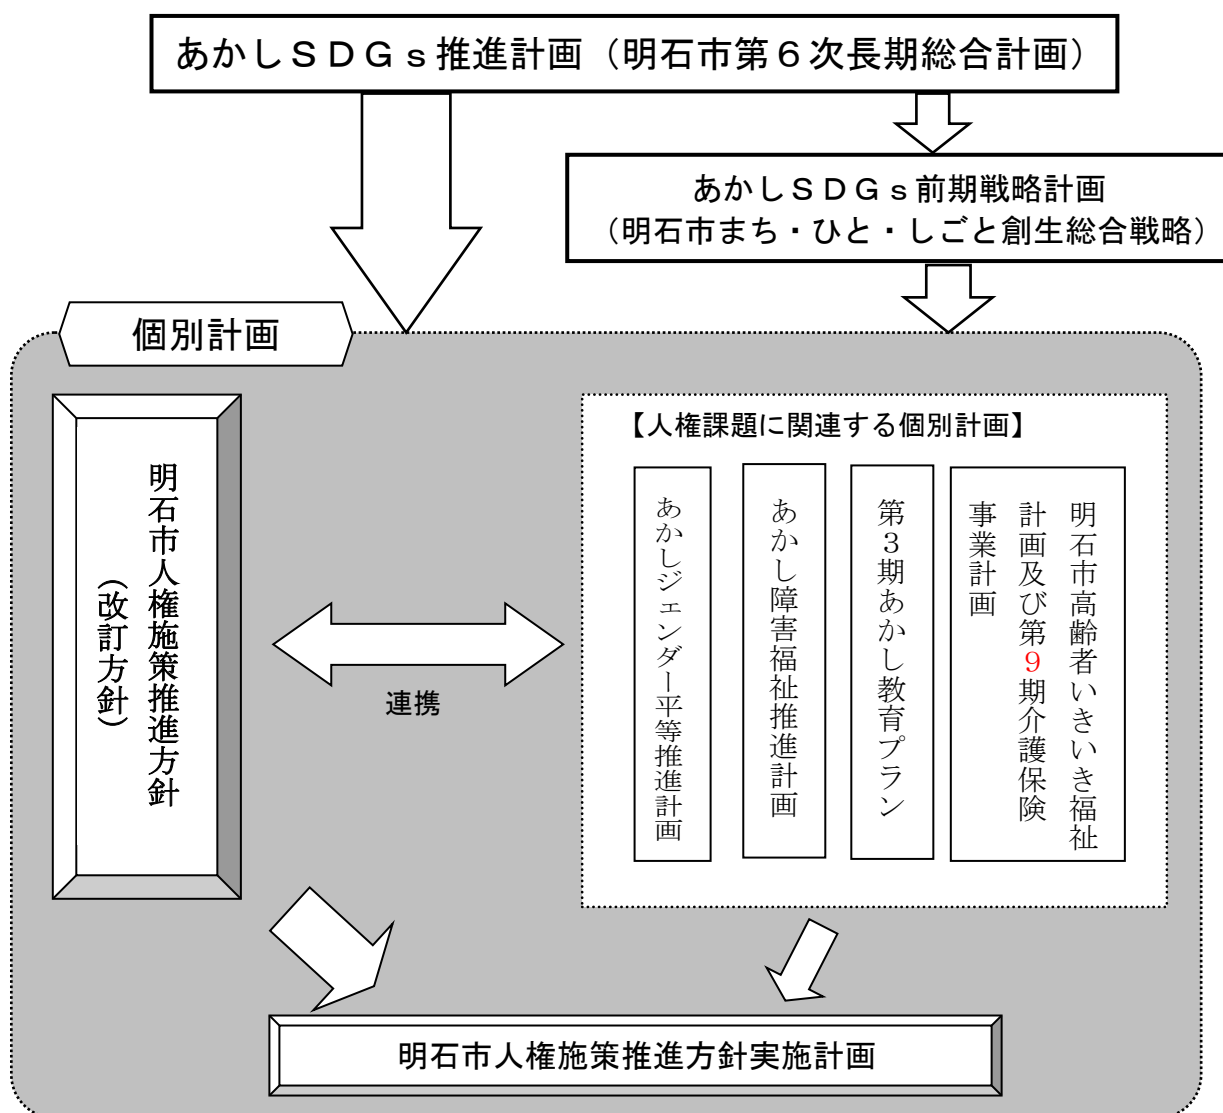 あかしＳＤＧｓ推進計画（明石市第６次長期総合計画）
あかしＳＤＧｓ前期戦略計画
（明石市まち・ひと・しごと創生総合戦略）
個別計画
明石市人権施策推進方針
（改訂方針）
連携
【人権課題に関連する個別計画】
あかしジェンダー平等推進計画
あかし障害福祉推進計画
第３期あかし教育プラン
明石市高齢者いきいき福祉
計画及び第９期介護保険
事業計画
明石市人権施策推進方針実施計画